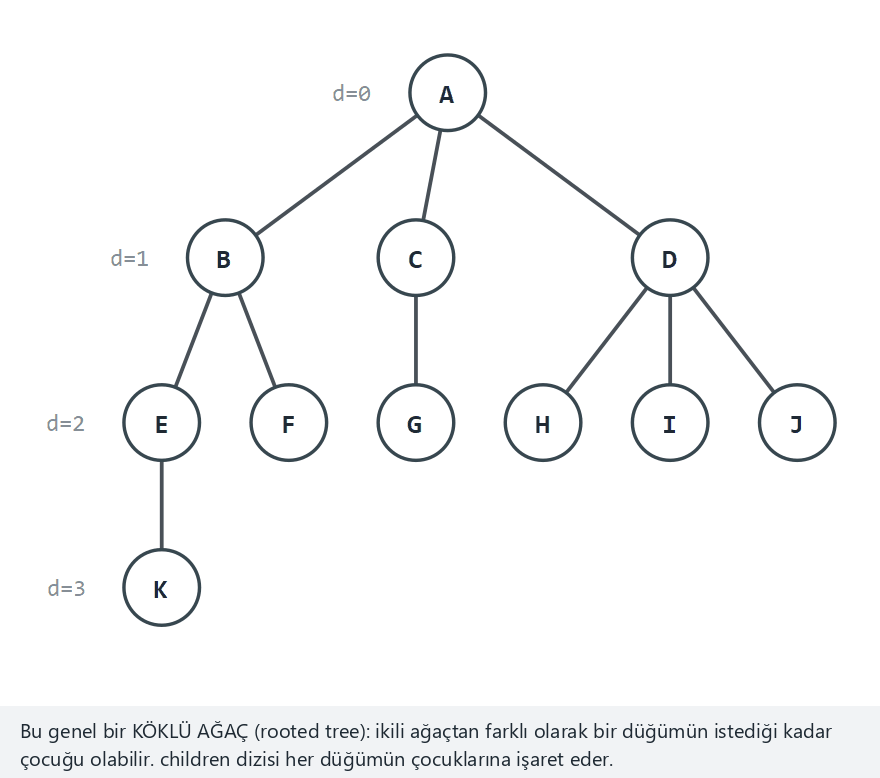 d=0
A
d=1
B
C
D
d=2
E
F
G
H
I
J
d=3
K
Bu genel bir KÖKLÜ AĞAÇ (rooted tree): ikili ağaçtan farklı olarak bir düğümün istediği kadar
çocuğu olabilir. children dizisi her düğümün çocuklarına işaret eder.